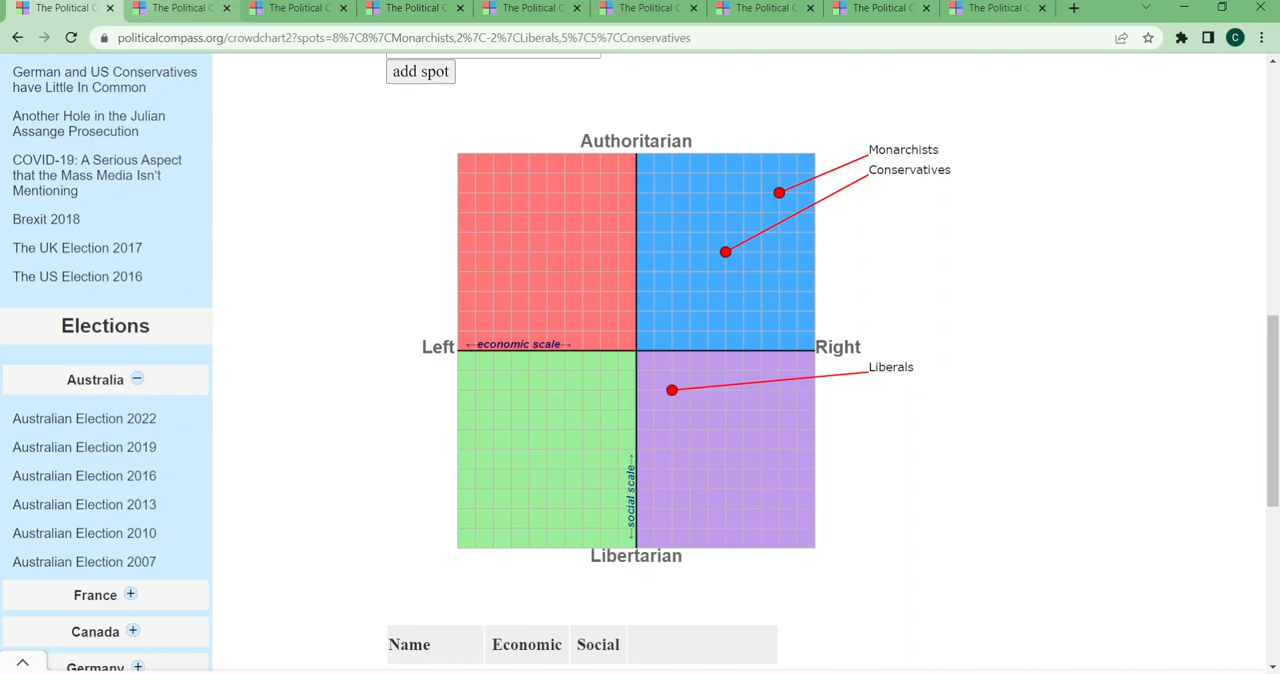 The Political C
The Political C
The Political C
The Political C
The Political C
The Political C
The Political C
The Political C
The Political C
politicalcompass.org/crowdchart2?spots=8%7C8%7CMonarchists,2%7C-2%7CLiberals,5%7C5%7CConservatives
C
German and US Conservatives
have Little In Common
Another Hole in the Julian
Assange Prosecution
COVID-19: A Serious Aspect
that the Mass Media Isn't
Mentioning
Brexit 2018
The UK Election 2017
The US Election 2016
Elections
Australia
Australian Election 2022
Australian Election 2019
Australian Election 2016
Australian Election 2013
Australian Election 2010
Australian Election 2007
France
Canada
Germany
add spot
Authoritarian
Monarchists
Conservatives
Left
←economic scale→
Right
Liberals
←social scale→
Libertarian
Name Economic Social